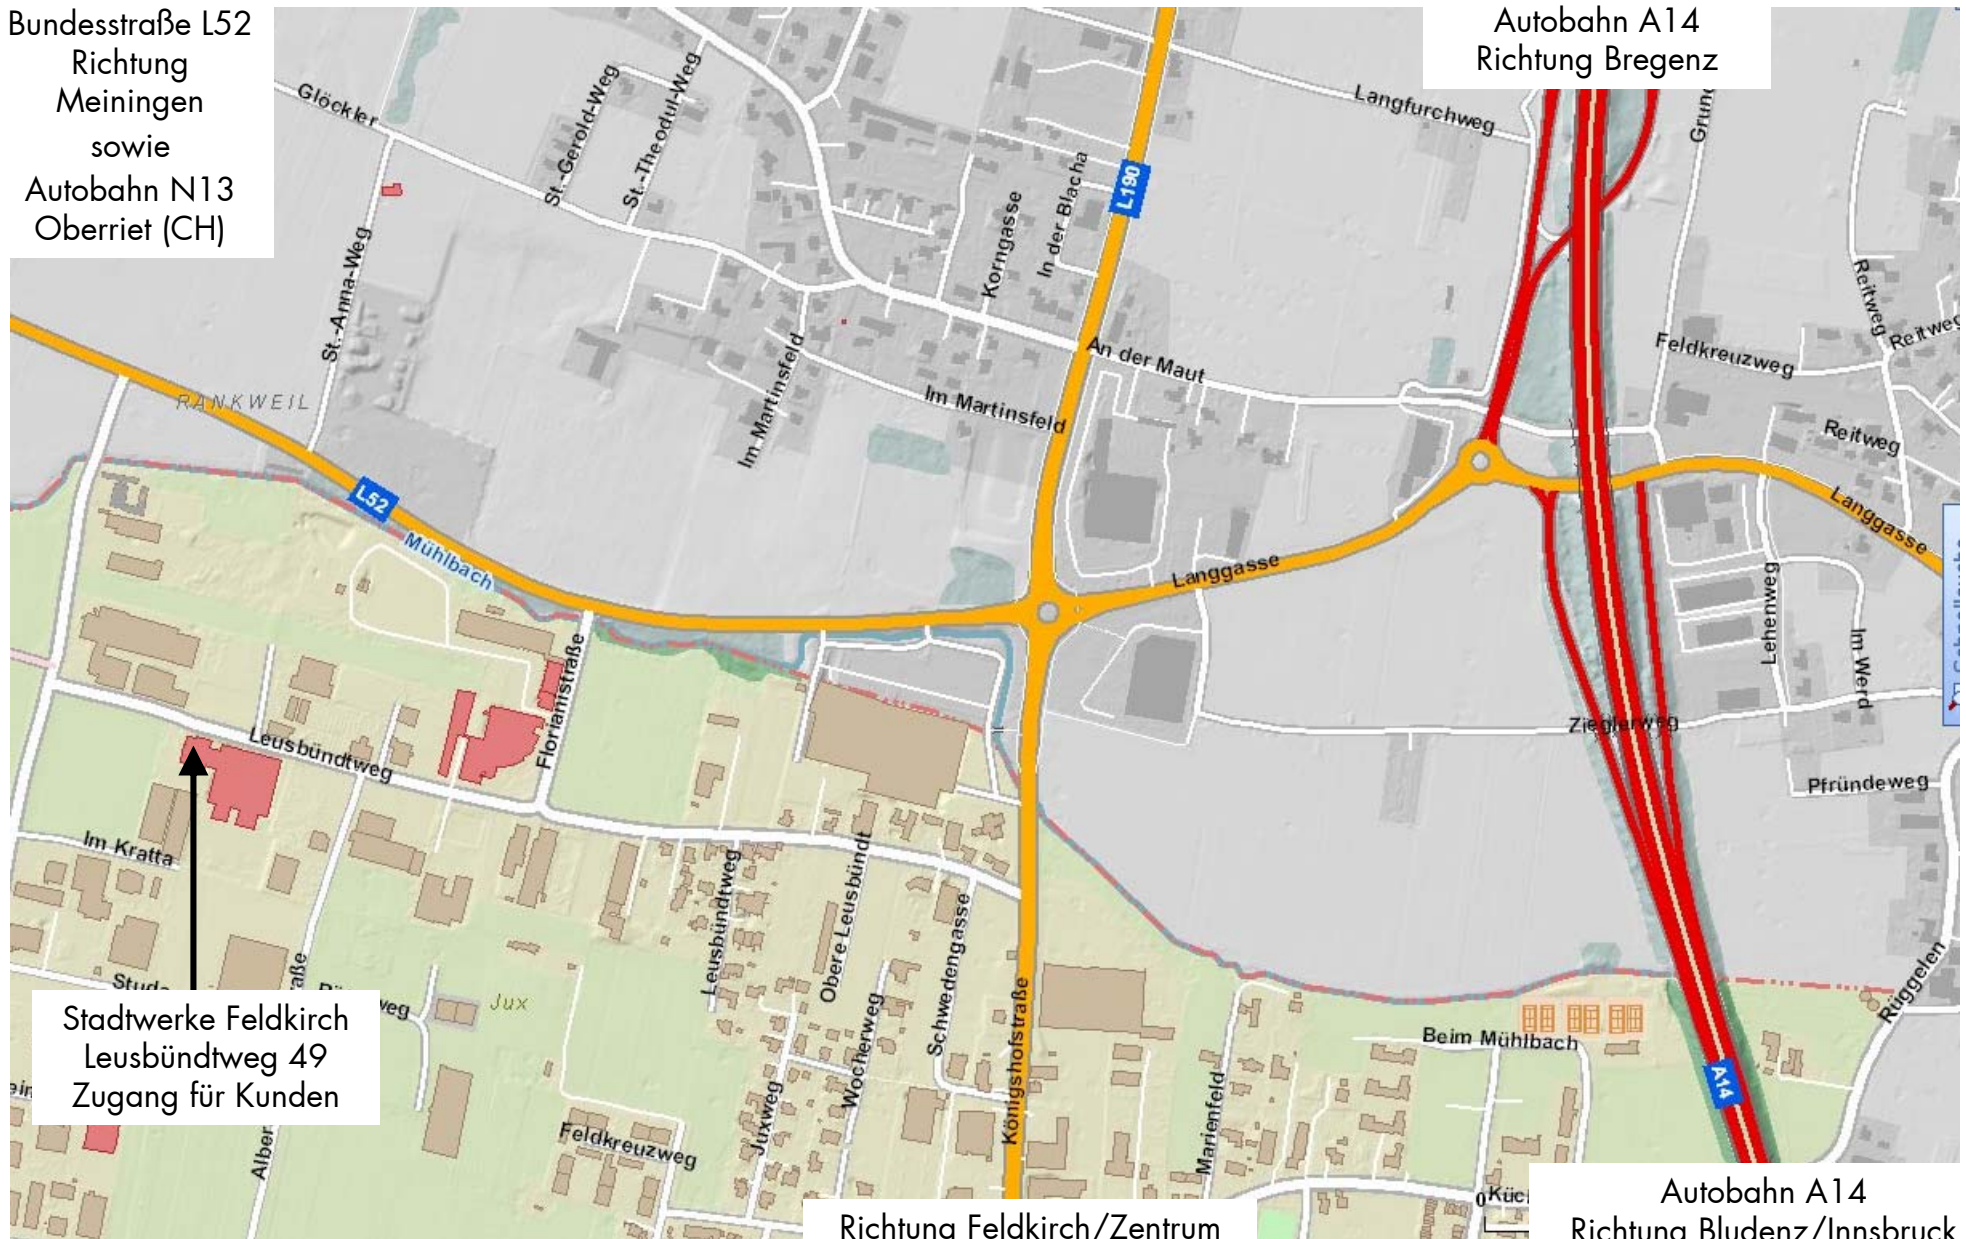 Bundesstraße L52
Richtung
Meiningen
sowie
Autobahn N13
Oberriet (CH)
Autobahn A14
Richtung Bregenz
Glöckler
St.-Gerold-Weg
St.-Theodul-Weg
Langfurchweg
L190
In der Blacha
Korngasse
St.-Anna-Weg
Reitweg
Reitweg
Feldkreuzweg
An der Maut
Im Martinsfeld
Im Martinsfeld
RANKWEIL
Reitweg
L52
Mühlbach
Langgasse
Langgasse
Lehenweg
Im Werd
Florianistraße
Leusbündtweg
Zieglerweg
Pfründeweg
Im Kratta
Obere Leusbündt
Leusbündtweg
Schwedengasse
Königshofstraße
Rüggelen
Jux
Wocherweg
Juxweg
Beim Mühlbach
Marienfeld
A14
Feldkreuzweg
Stadtwerke Feldkirch
Leusbündtweg 49
Zugang für Kunden
Richtung Feldkirch/Zentrum
Autobahn A14
Richtung Bludenz/Innsbruck